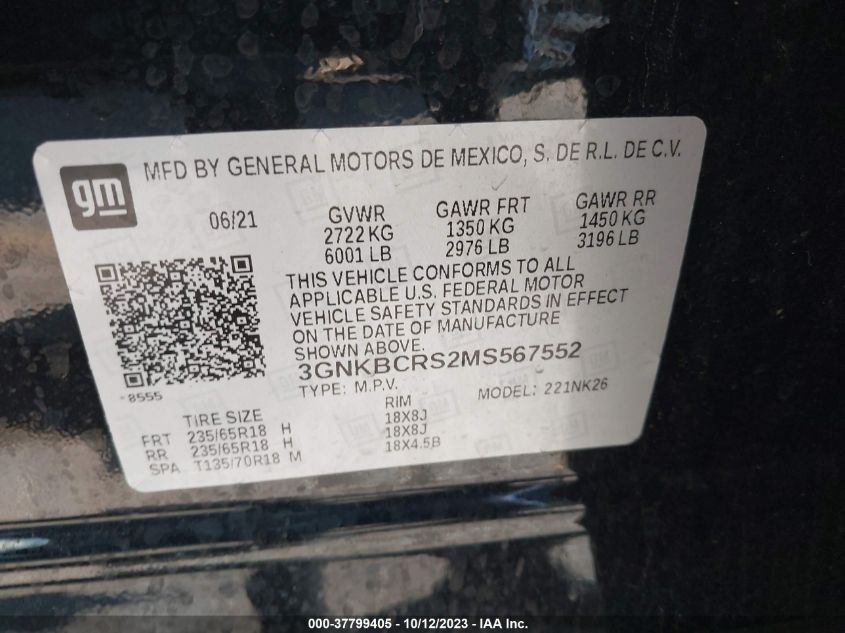 gm
MFD BY GENERAL MOTORS DE MEXICO, S. DE R.L. DE C.V.
06/21 GVWR GAWR FRT GAWR RR
2722 KG 1350 KG 1450 KG
6001 LB 2976 LB 3196 LB
THIS VEHICLE CONFORMS TO ALL
APPLICABLE U.S. FEDERAL MOTOR
VEHICLE SAFETY STANDARDS IN EFFECT
ON THE DATE OF MANUFACTURE
SHOWN ABOVE.
3GNKBCRS2MS567552
8555 TYPE: M.P.V. MODEL: 221NK26
TIRE SIZE RIM
FRT 235/65R18 H 18X8J
RR 235/65R18 H 18X8J
SPA T135/70R18 M 18X4.5B
000-37799405 - 10/12/2023 - IAA Inc.